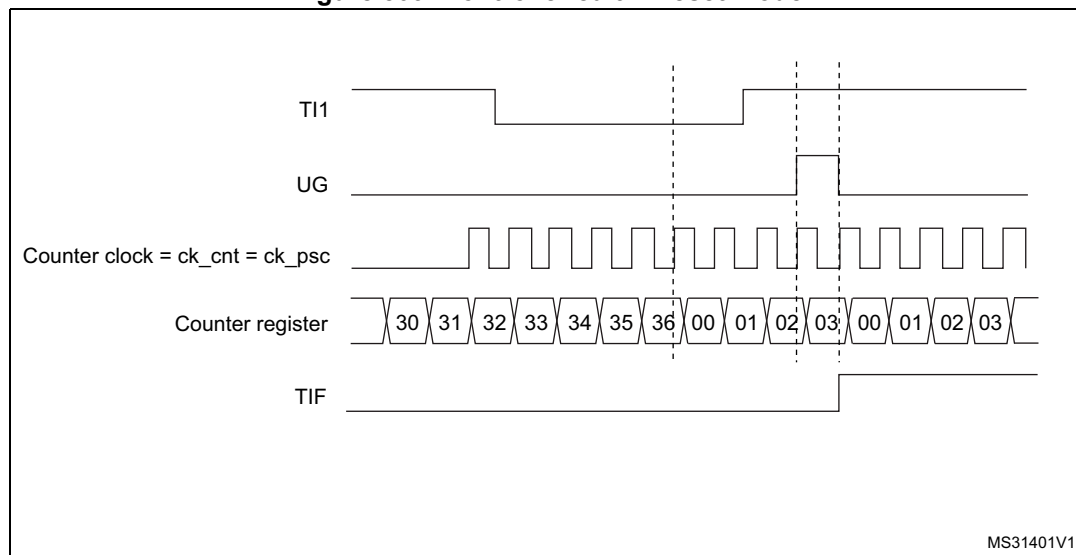 TI1
UG
Counter clock = ck_cnt = ck_psc
Counter register 30 31 32 33 34 35 36 00 01 02 03 00 01 02 03
TIF
MS31401V1